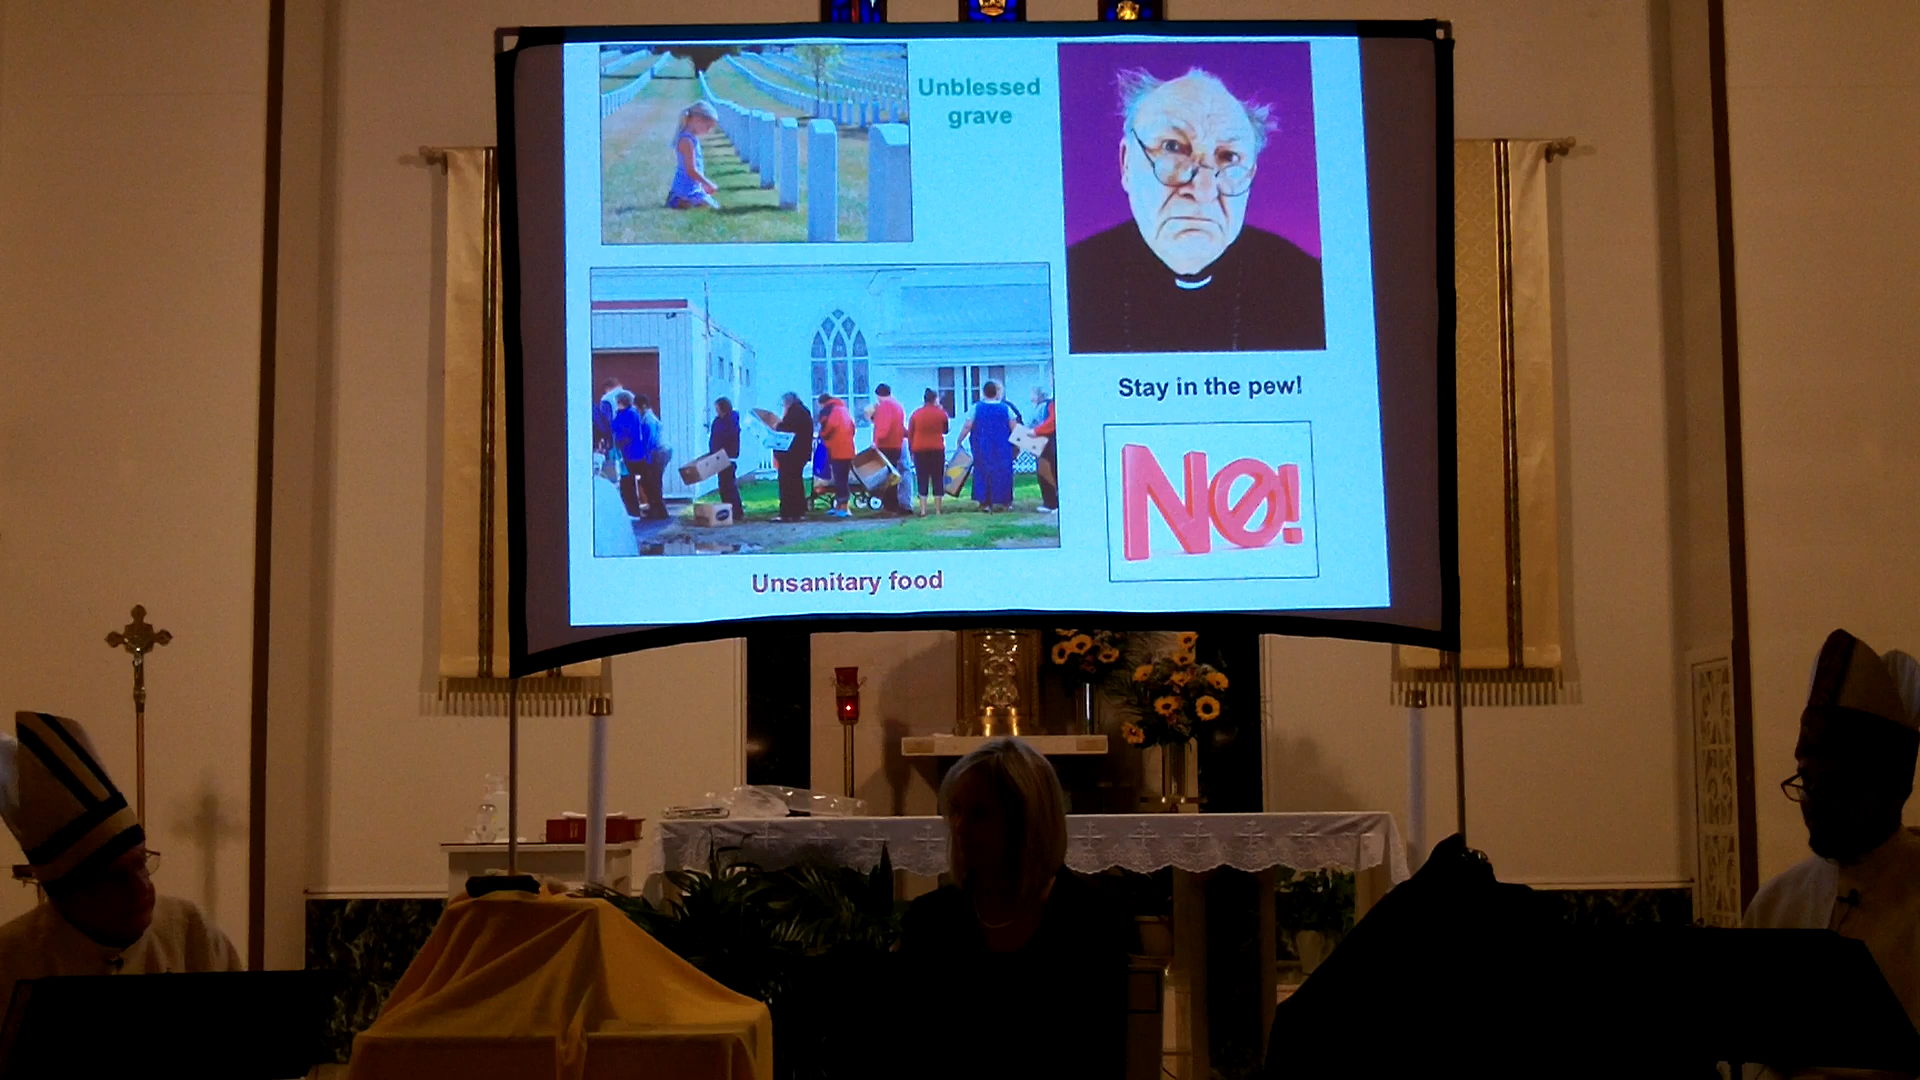 Unblessed
grave
Stay in the pew!
NO!
Unsanitary food